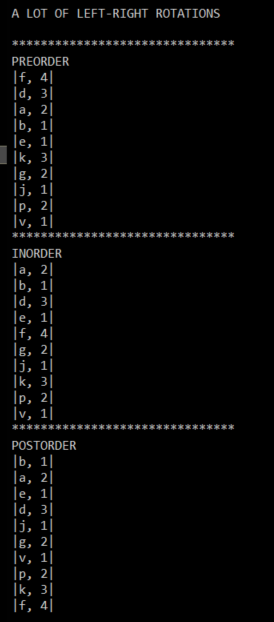 A LOT OF LEFT-RIGHT ROTATIONS
*******************************
PREORDER
|f, 4|
|d, 3|
|a, 2|
|b, 1|
|e, 1|
|k, 3|
|g, 2|
|j, 1|
|p, 2|
|v, 1|
*******************************
INORDER
|a, 2|
|b, 1|
|d, 3|
|e, 1|
|f, 4|
|g, 2|
|j, 1|
|k, 3|
|p, 2|
|v, 1|
*******************************
POSTORDER
|b, 1|
|a, 2|
|e, 1|
|d, 3|
|j, 1|
|g, 2|
|v, 1|
|p, 2|
|k, 3|
|f, 4|